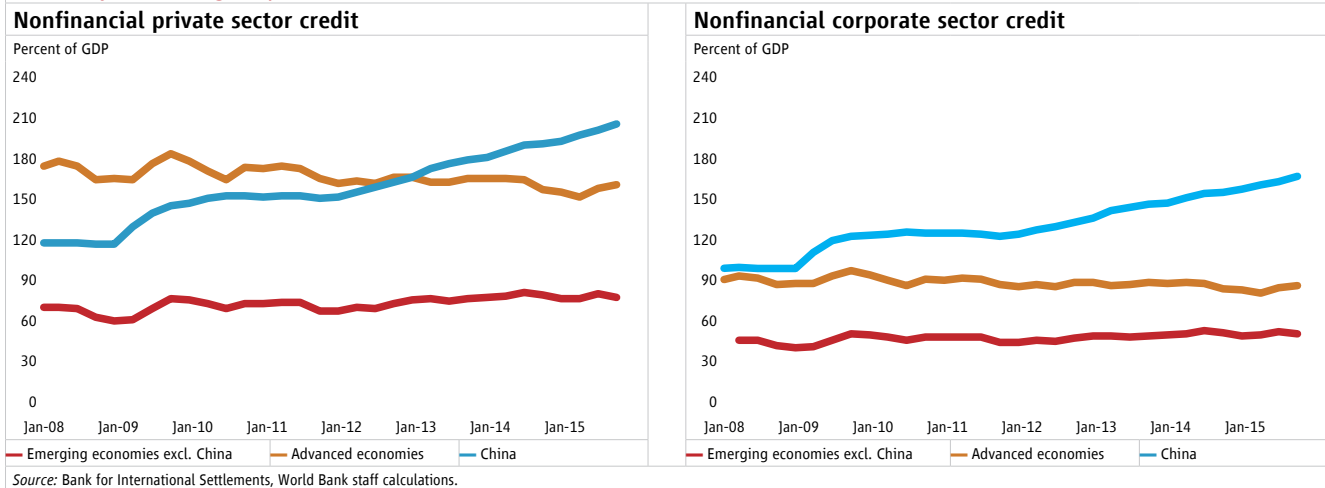 Nonfinancial private sector credit
Percent of GDP
240
210
180
150
120
90
60
30
0
Jan-08 Jan-09 Jan-10 Jan-11 Jan-12 Jan-13 Jan-14 Jan-15
Emerging economies excl. China Advanced economies China
Nonfinancial corporate sector credit
Percent of GDP
240
210
180
150
120
90
60
30
0
Jan-08 Jan-09 Jan-10 Jan-11 Jan-12 Jan-13 Jan-14 Jan-15
Emerging economies excl. China Advanced economies China
Source: Bank for International Settlements, World Bank staff calculations.